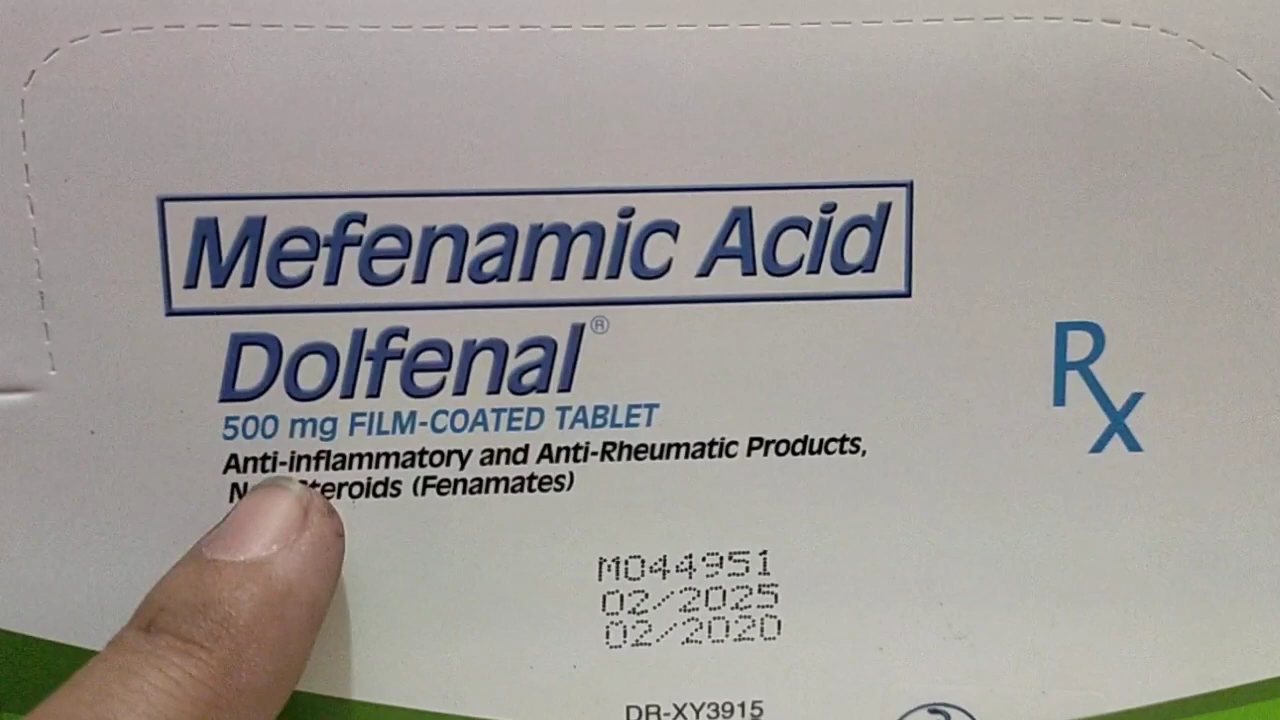 Mefenamic Acid
Dolfenal®
500 mg FILM-COATED TABLET
Anti-inflammatory and Anti-Rheumatic Products,
(Fenamates)
Rx
M044951
02/2025
02/2020
DR-XY3915